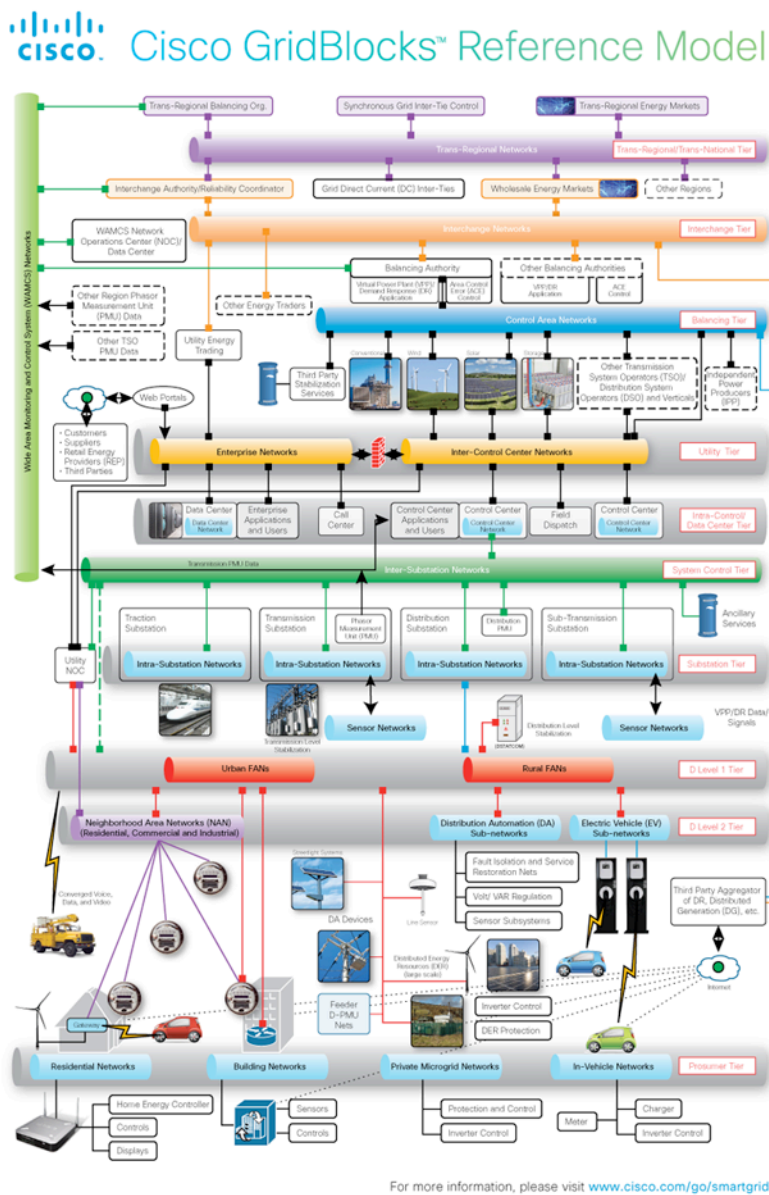 CISCO.
Cisco GridBlocks™ Reference Model
Trans-Regional Balancing Org.
Synchronous Grid Inter-Tie Control
Trans-Regional Energy Markets
Trans-Regional Networks
Trans-Regional/Trans-National Tier
Interchange Authority/Reliability Coordinator
Grid Direct Current (DC) Inter-Ties
Wholesale Energy Markets
Other Regions
Interchange Networks
Interchange Tier
Wide Area Monitoring and Control System (WAMCS) Networks
WAMCS Network
Operations Center (NOC)/
Data Center
Balancing Authority
Virtual Power Plant (VPP)/
Demand Response (DR)
Application
Area Control
Error (ACE)
Control
Other Balancing Authorities
VPP/DR
Application
ACE
Control
Other Region Phasor
Measurement Unit
(PMU) Data
Other Energy Traders
Control Area Networks
Balancing Tier
Other TSO
PMU Data
Utility Energy
Trading
Third Party
Stabilization
Services
Conventional
Wind
Solar
Storage
Other Transmission
System Operators (TSO)/
Distribution System
Operators (DSO) and Verticals
Independent
Power
Producers
(IPP)
Web Portals
• Customers
• Suppliers
• Retail Energy
Providers (REP)
• Third Parties
Enterprise Networks
Inter-Control Center Networks
Utility Tier
Data Center
Data Center
Network
Enterprise
Applications
and Users
Call
Center
Control Center
Applications
and Users
Control Center
Control Center
Network
Field
Dispatch
Control Center
Control Center
Network
Intra-Control/
Data Center Tier
Transmission PMU Data
Inter-Substation Networks
System Control Tier
Traction
Substation
Transmission
Substation
Phasor
Measurement
Unit (PMU)
Distribution
Substation
Distribution
PMU
Sub-Transmission
Substation
Ancillary
Services
Utility
NOC
Intra-Substation Networks
Intra-Substation Networks
Intra-Substation Networks
Intra-Substation Networks
Substation Tier
Sensor Networks
Sensor Networks
VPP/DR Data/
Signals
Transmission Level
Stabilization
Distribution Level
Stabilization
(STATCOM)
Urban FANs
Rural FANs
D Level 1 Tier
Neighborhood Area Networks (NAN)
(Residential, Commercial and Industrial)
Distribution Automation (DA)
Sub-networks
Electric Vehicle (EV)
Sub-networks
D Level 2 Tier
Fault Isolation and Service
Restoration Nets
Volt/ VAR Regulation
Sensor Subsystems
Converged Voice,
Data, and Video
DA Devices
Line Sensor
Third Party Aggregator
of DR, Distributed
Generation (DG), etc.
Distributed Energy
Resources (DER)
(large scale)
Internet
Feeder
D-PMU
Nets
Inverter Control
DER Protection
Gateway
Residential Networks
Building Networks
Private Microgrid Networks
In-Vehicle Networks
Prosumer Tier
Home Energy Controller
Controls
Displays
Sensors
Controls
Protection and Control
Inverter Control
Meter
Charger
Inverter Control
For more information, please visit www.cisco.com/go/smartgrid